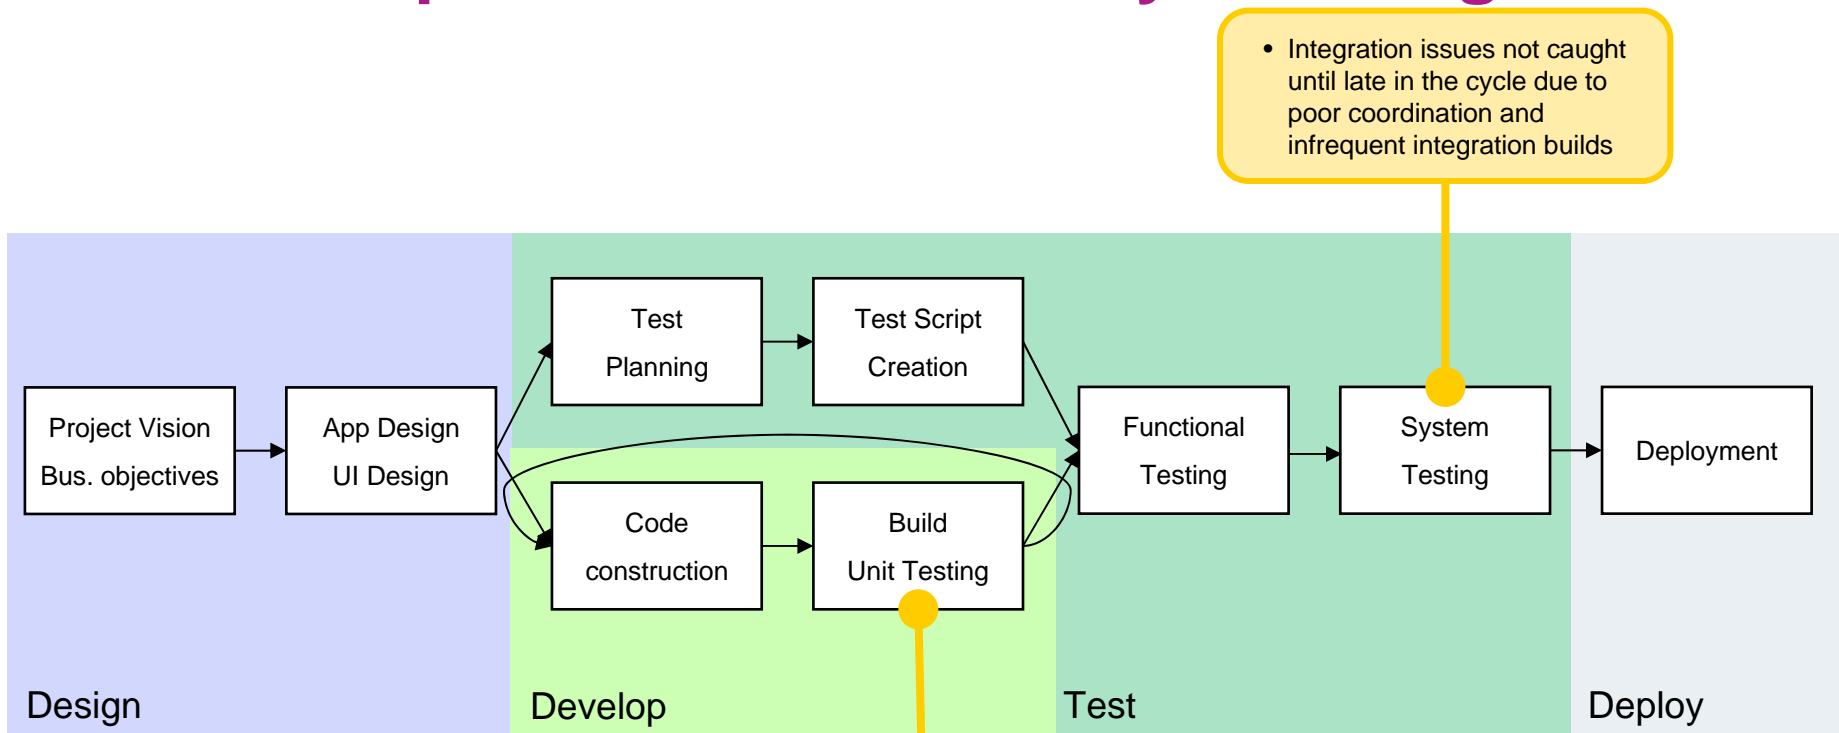 • Integration issues not caught
until late in the cycle due to
poor coordination and
infrequent integration builds
Test
Planning
Test Script
Creation
Project Vision
Bus. objectives
App Design
UI Design
Functional
Testing
System
Testing
Deployment
Code
construction
Build
Unit Testing
Design
Develop
Test
Deploy